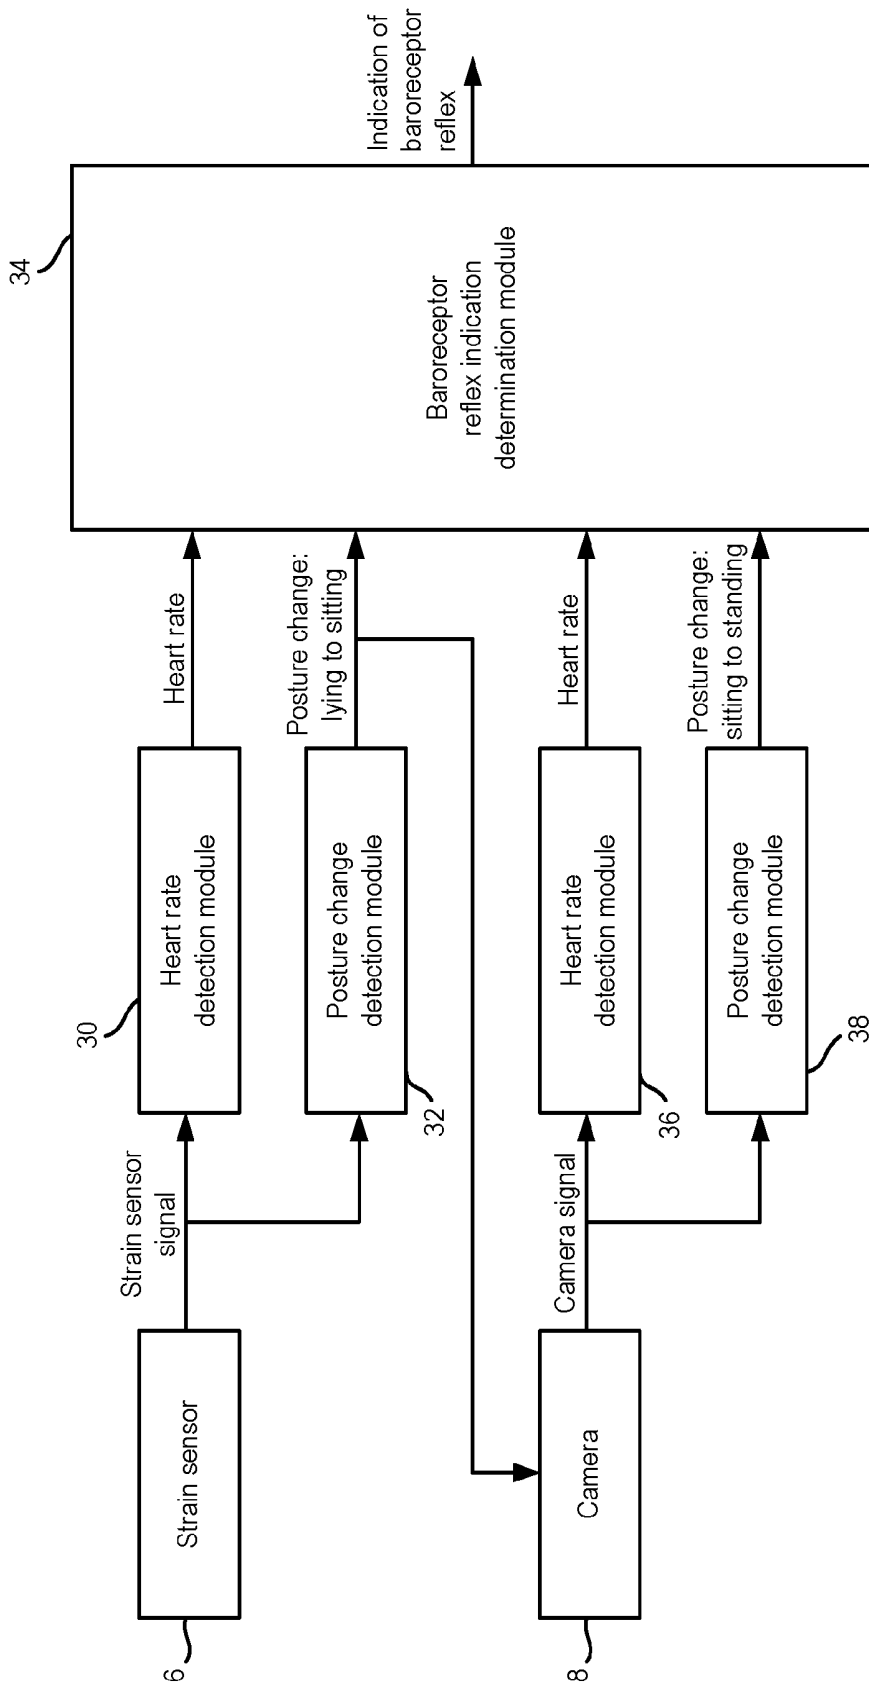 6
Strain sensor
Strain sensor
signal
30
Heart rate
detection module
Heart rate
32
Posture change
detection module
Posture change:
lying to sitting
8
Camera
Camera signal
36
Heart rate
detection module
Heart rate
38
Posture change
detection module
Posture change:
sitting to standing
34
Baroreceptor
reflex indication
determination module
Indication of
baroreceptor
reflex